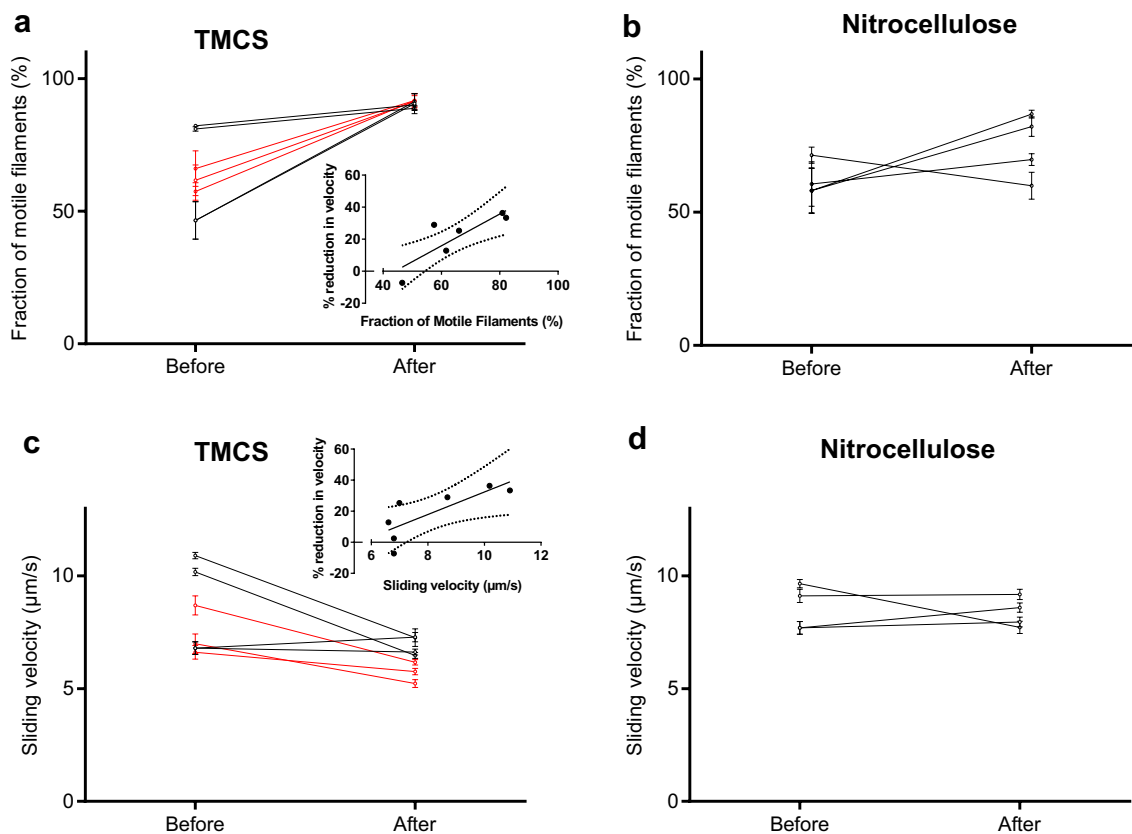 a
TMCS
Fraction of motile filaments (%)
100
50
0
Before
After
% reduction in velocity
60
40
20
0
-20
40
60
80
100
Fraction of Motile Filaments (%)
b
Nitrocellulose
Fraction of motile filaments (%)
100
50
0
Before
After
c
TMCS
Sliding velocity (µm/s)
10
5
0
Before
After
% reduction in velocity
60
40
20
0
-20
6
8
10
12
Sliding velocity (µm/s)
d
Nitrocellulose
Sliding velocity (µm/s)
10
5
0
Before
After